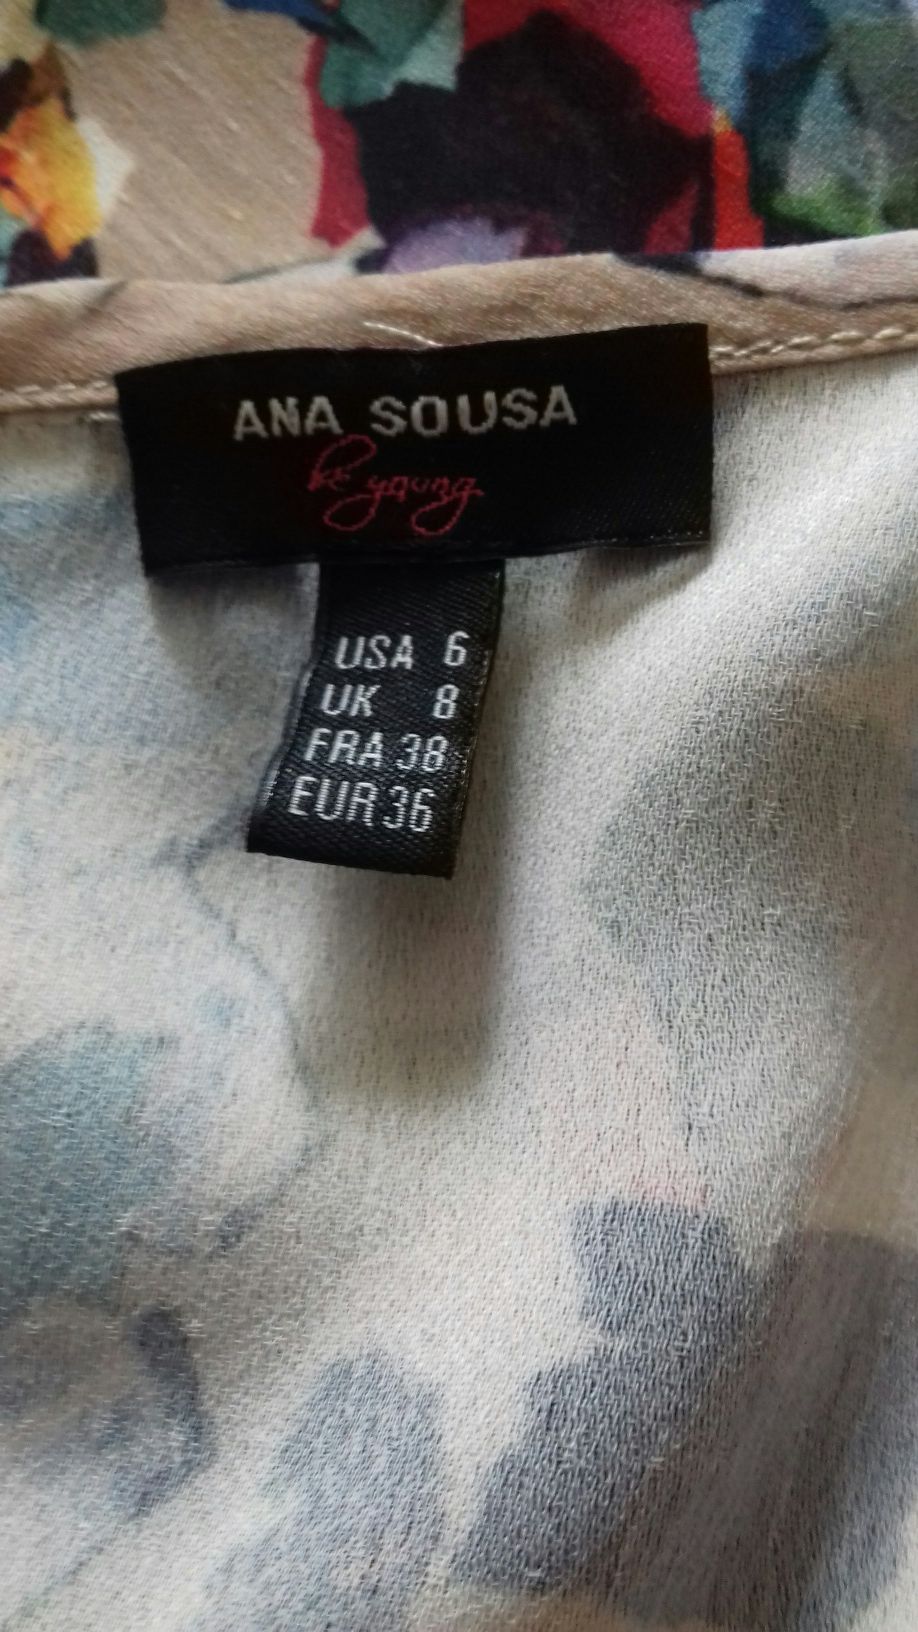 ANA SOUSA
be young
USA 6
UK 8
FRA 38
EUR 36